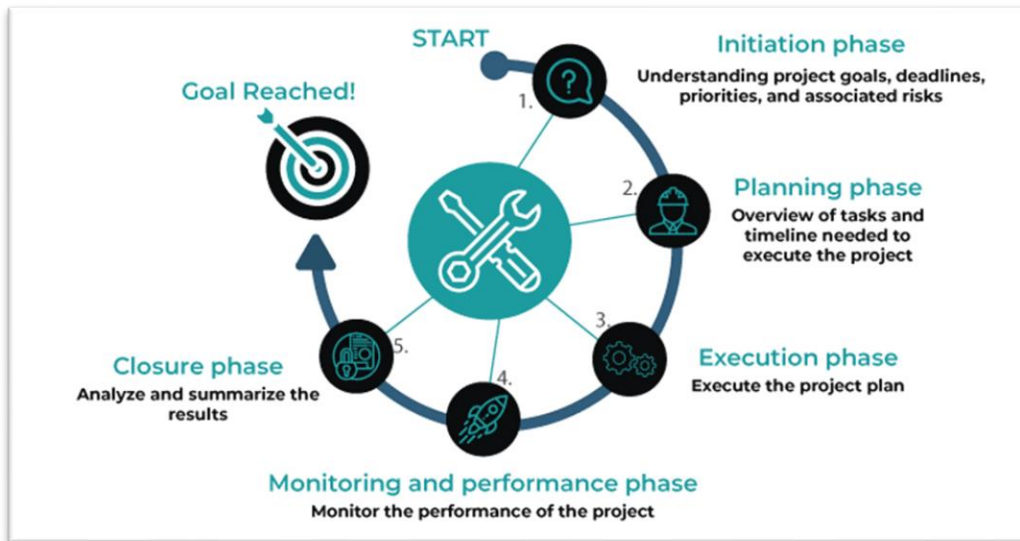 START
1.
Initiation phase
Understanding project goals, deadlines,
priorities, and associated risks
Goal Reached!
2.
Planning phase
Overview of tasks and
timeline needed to
execute the project
3.
Execution phase
Execute the project plan
4.
Monitoring and performance phase
Monitor the performance of the project
5.
Closure phase
Analyze and summarize the
results
?